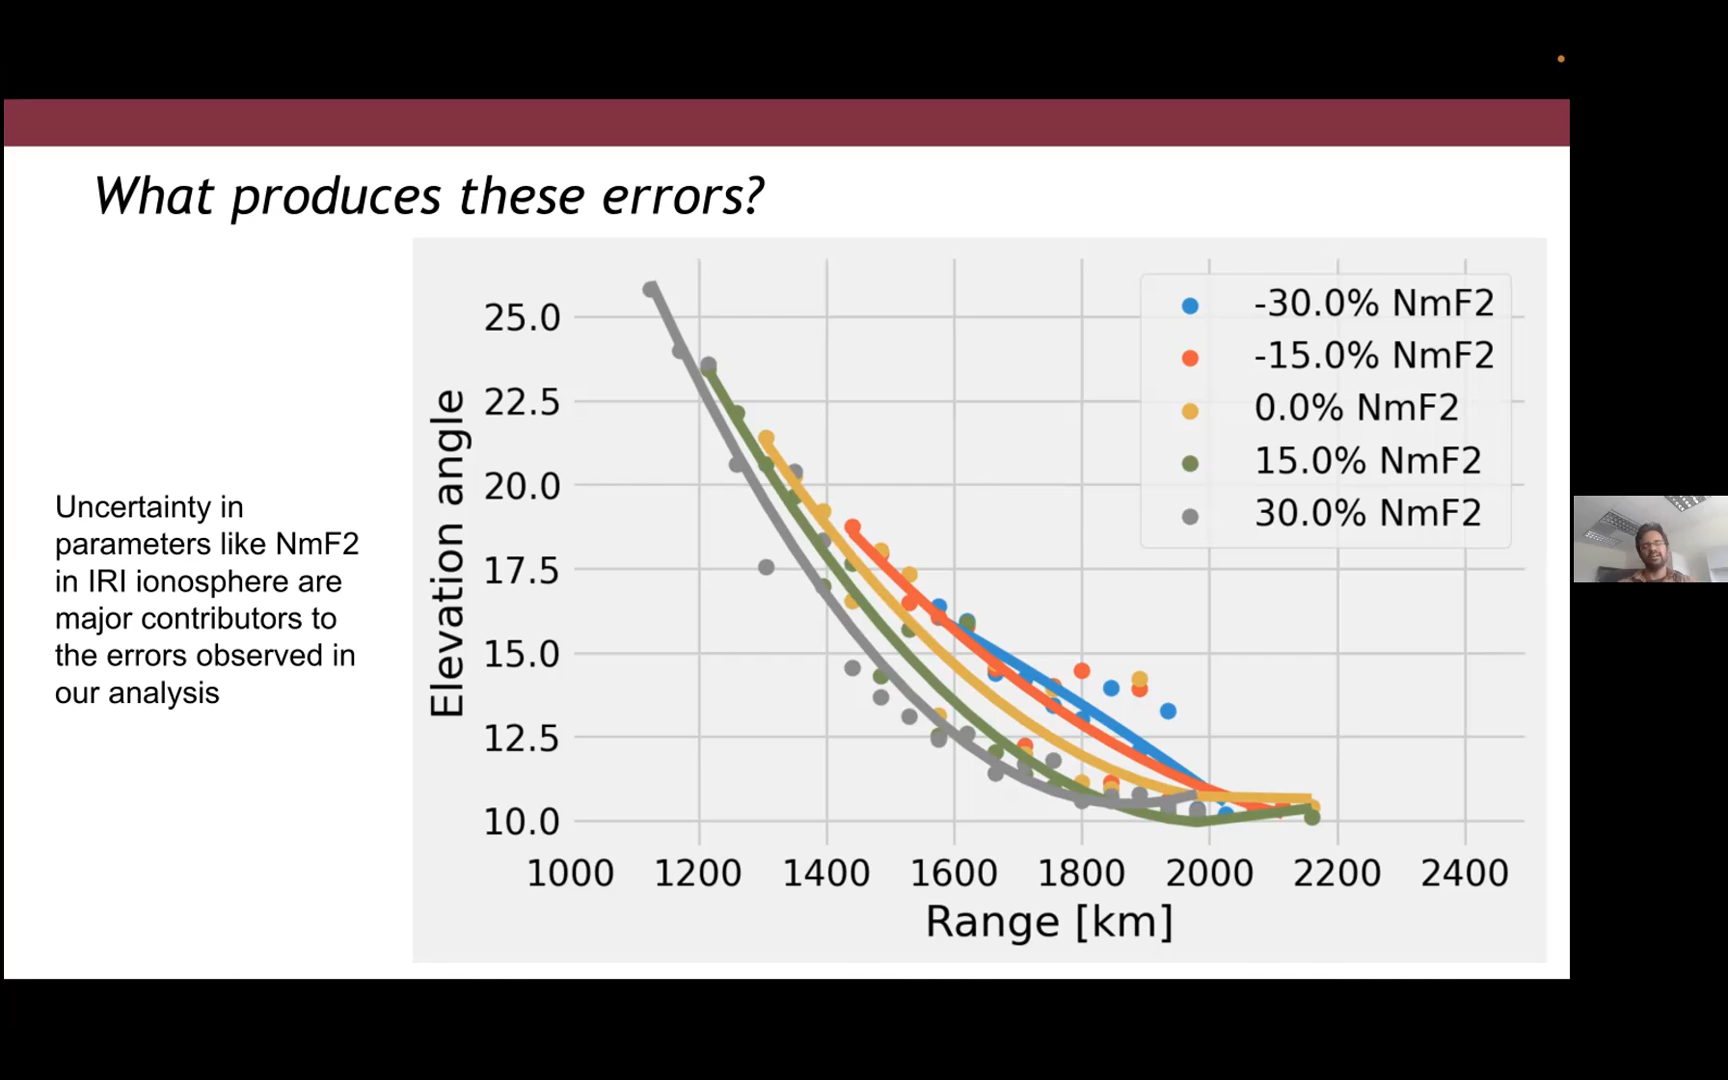 What produces these errors?
Uncertainty in
parameters like NmF2
in IRI ionosphere are
major contributors to
the errors observed in
our analysis
Elevation angle
25.0
22.5
20.0
17.5
15.0
12.5
10.0
1000 1200 1400 1600 1800 2000 2200 2400
Range [km]
-30.0% NmF2
-15.0% NmF2
0.0% NmF2
15.0% NmF2
30.0% NmF2